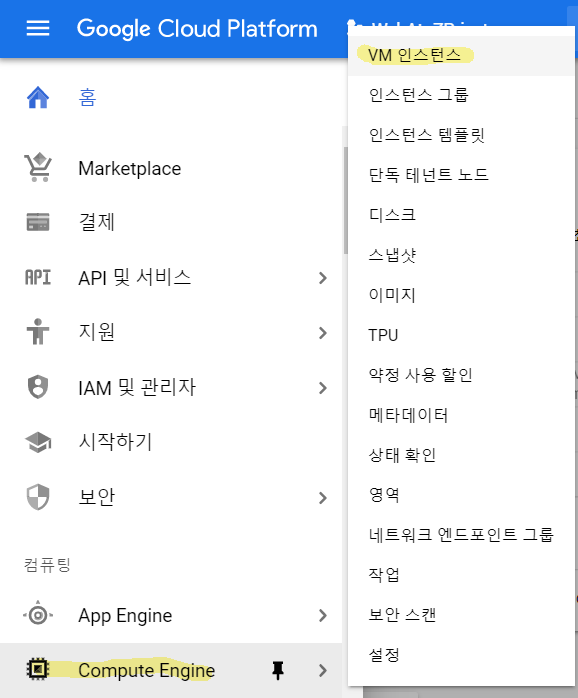 Google Cloud Platform
홈
Marketplace
결제
API API 및 서비스
지원
IAM 및 관리자
시작하기
보안
컴퓨팅
App Engine
Compute Engine
VM 인스턴스
인스턴스 그룹
인스턴스 템플릿
단독 테넌트 노드
디스크
스냅샷
이미지
TPU
약정 사용 할인
메타데이터
상태 확인
영역
네트워크 엔드포인트 그룹
작업
보안 스캔
설정